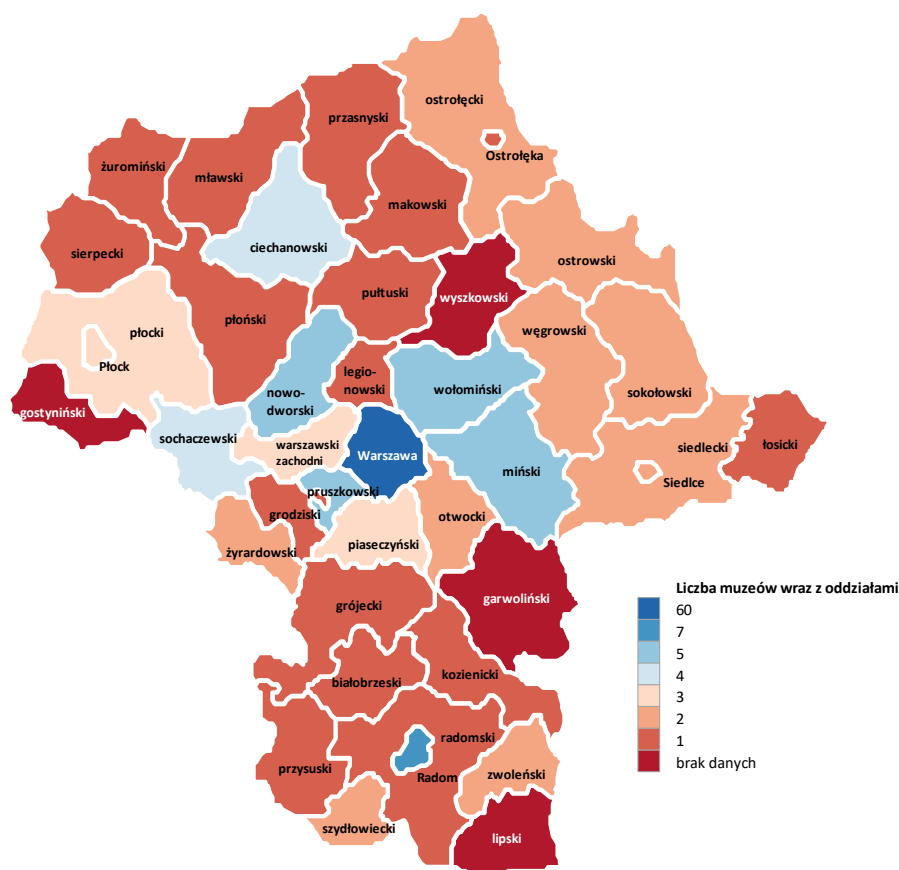 ostrołęcki
przasnyski
Ostrołęka
żuromiński
mławski
makowski
ciechanowski
sierpecki
ostrowski
pułtuski
wyszkowski
płoński
płocki
węgrowski
Płock
legio-
nowski
wołomiński
sokołowski
nowo-
dworski
gostyniński
sochaczewski
warszawski
zachodni
Warszawa
siedlecki
łosicki
miński
Siedlce
pruszkowski
grodziski
otwocki
piaseczyński
żyrardowski
garwoliński
grójecki
białobrzeski
kozienicki
radomski
przysuski
Radom
zwoleński
szydłowiecki
lipski
Liczba muzeów wraz z oddziałami
60
7
5
4
3
2
1
brak danych